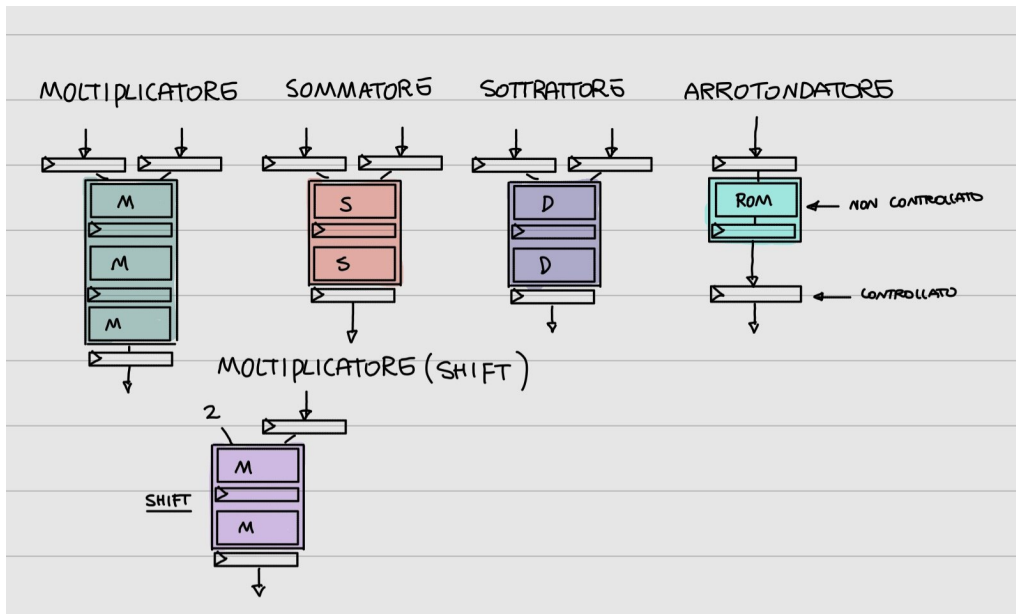 MOLTIPLICATORE
SOMMATORE
SOTTRATTORE
ARROTONDATORE
M
M
M
S
S
D
D
ROM
NON CONTROLLATO
CONTROLLATO
MOLTIPLICATORE (SHIFT)
2
M
SHIFT
M